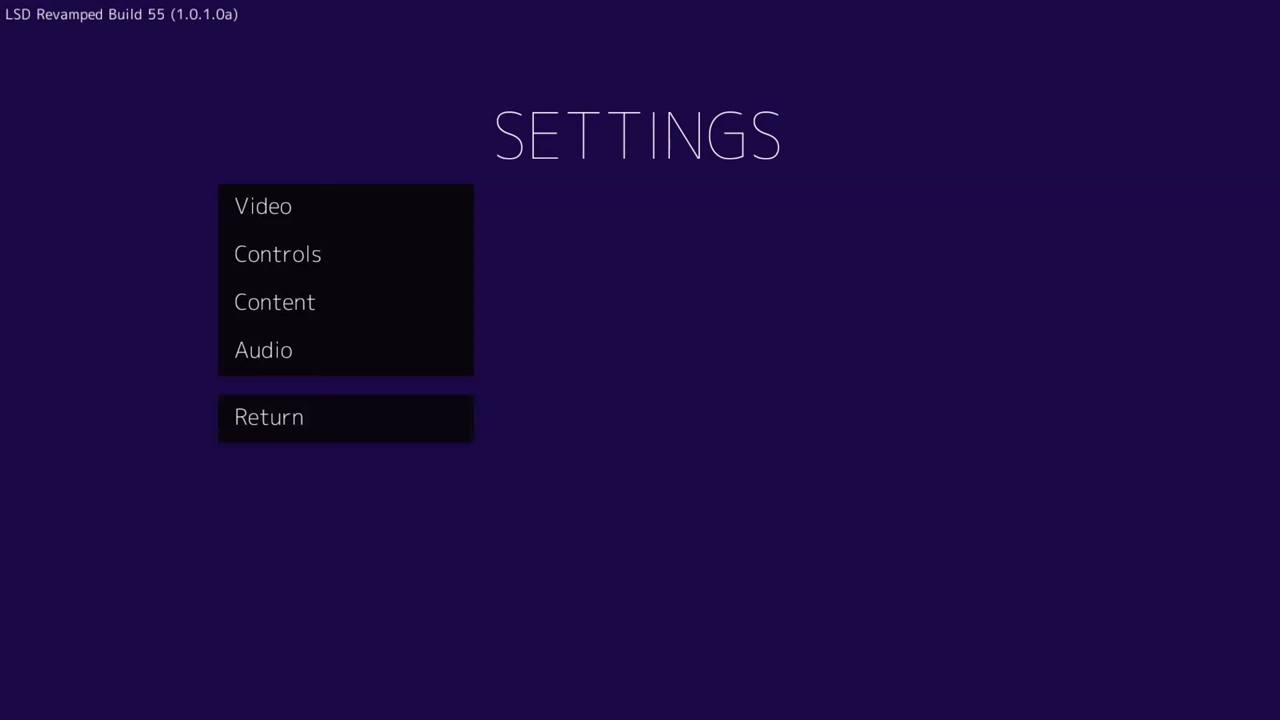 LSD Revamped Build 55 (1.0.1.0a)
SETTINGS
Video
Controls
Content
Audio
Return